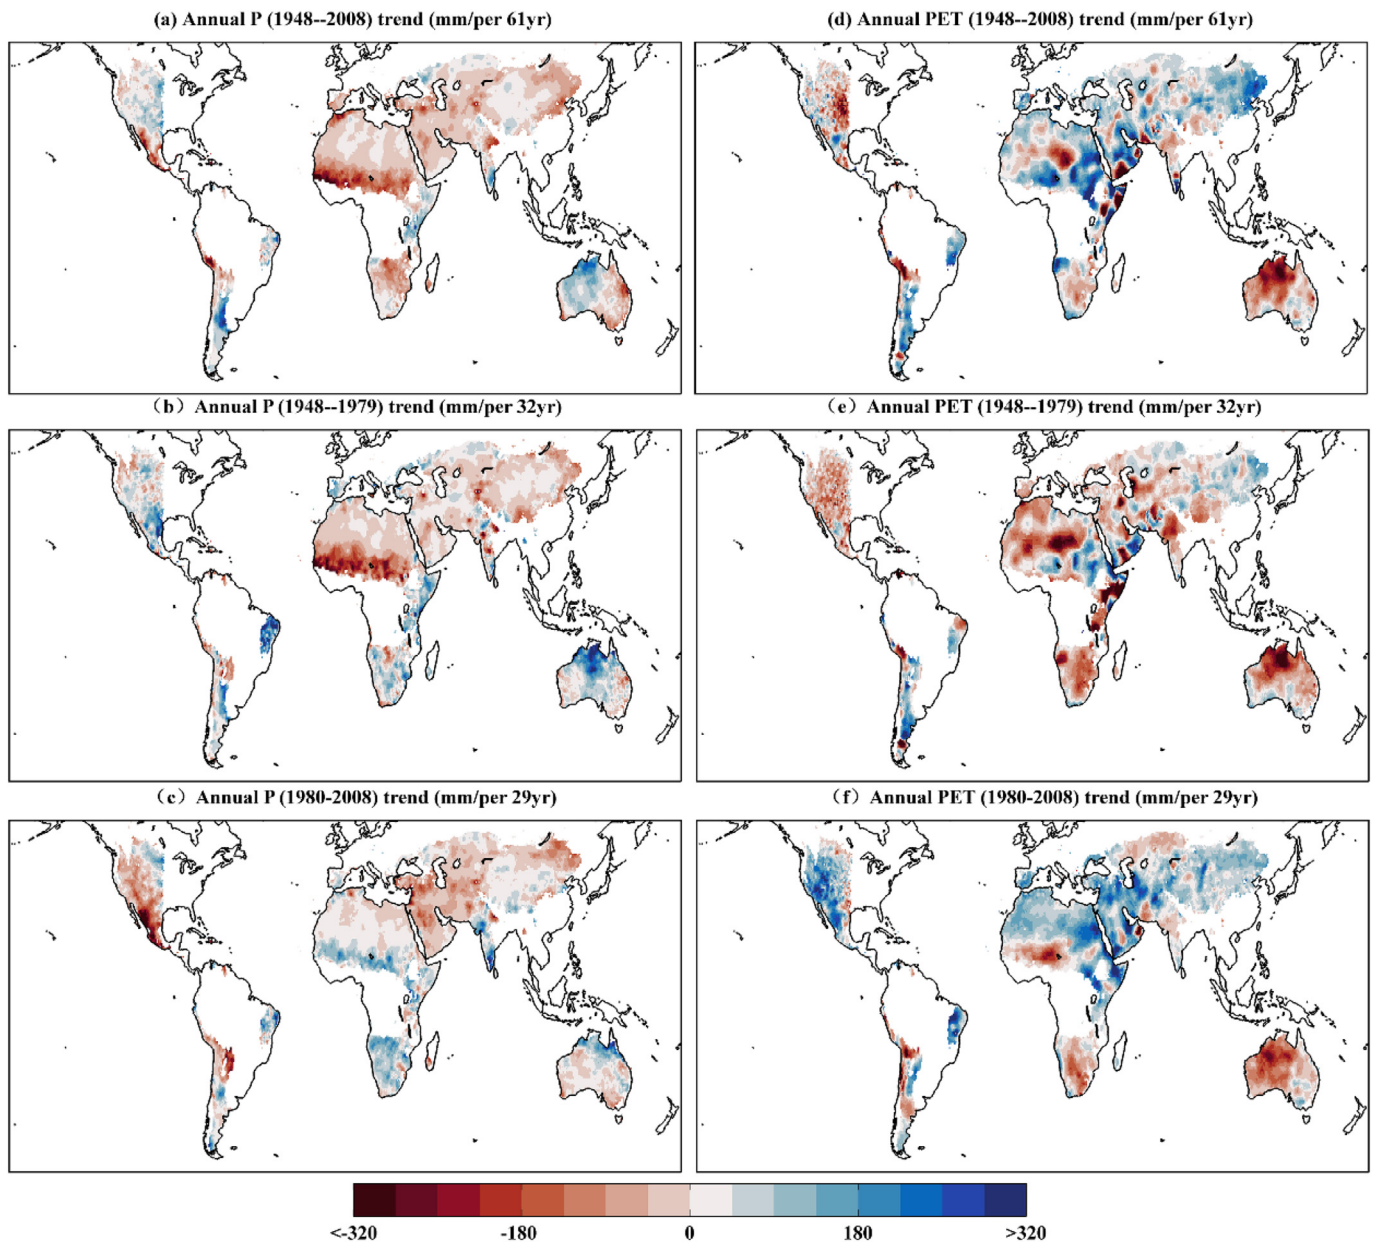 (a) Annual P (1948--2008) trend (mm/per 61yr)
(d) Annual PET (1948--2008) trend (mm/per 61yr)
（b）Annual P (1948--1979) trend (mm/per 32yr)
（e）Annual PET (1948--1979) trend (mm/per 32yr)
（c）Annual P (1980-2008) trend (mm/per 29yr)
（f）Annual PET (1980-2008) trend (mm/per 29yr)
<-320 -180 0 180 >320